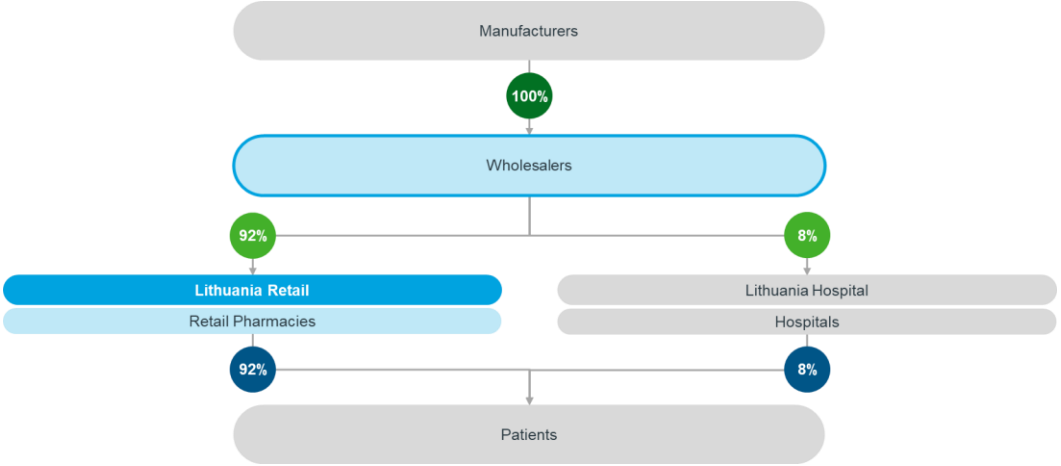 Manufacturers
100%
Wholesalers
92%
8%
Lithuania Retail
Lithuania Hospital
Retail Pharmacies
Hospitals
92%
8%
Patients